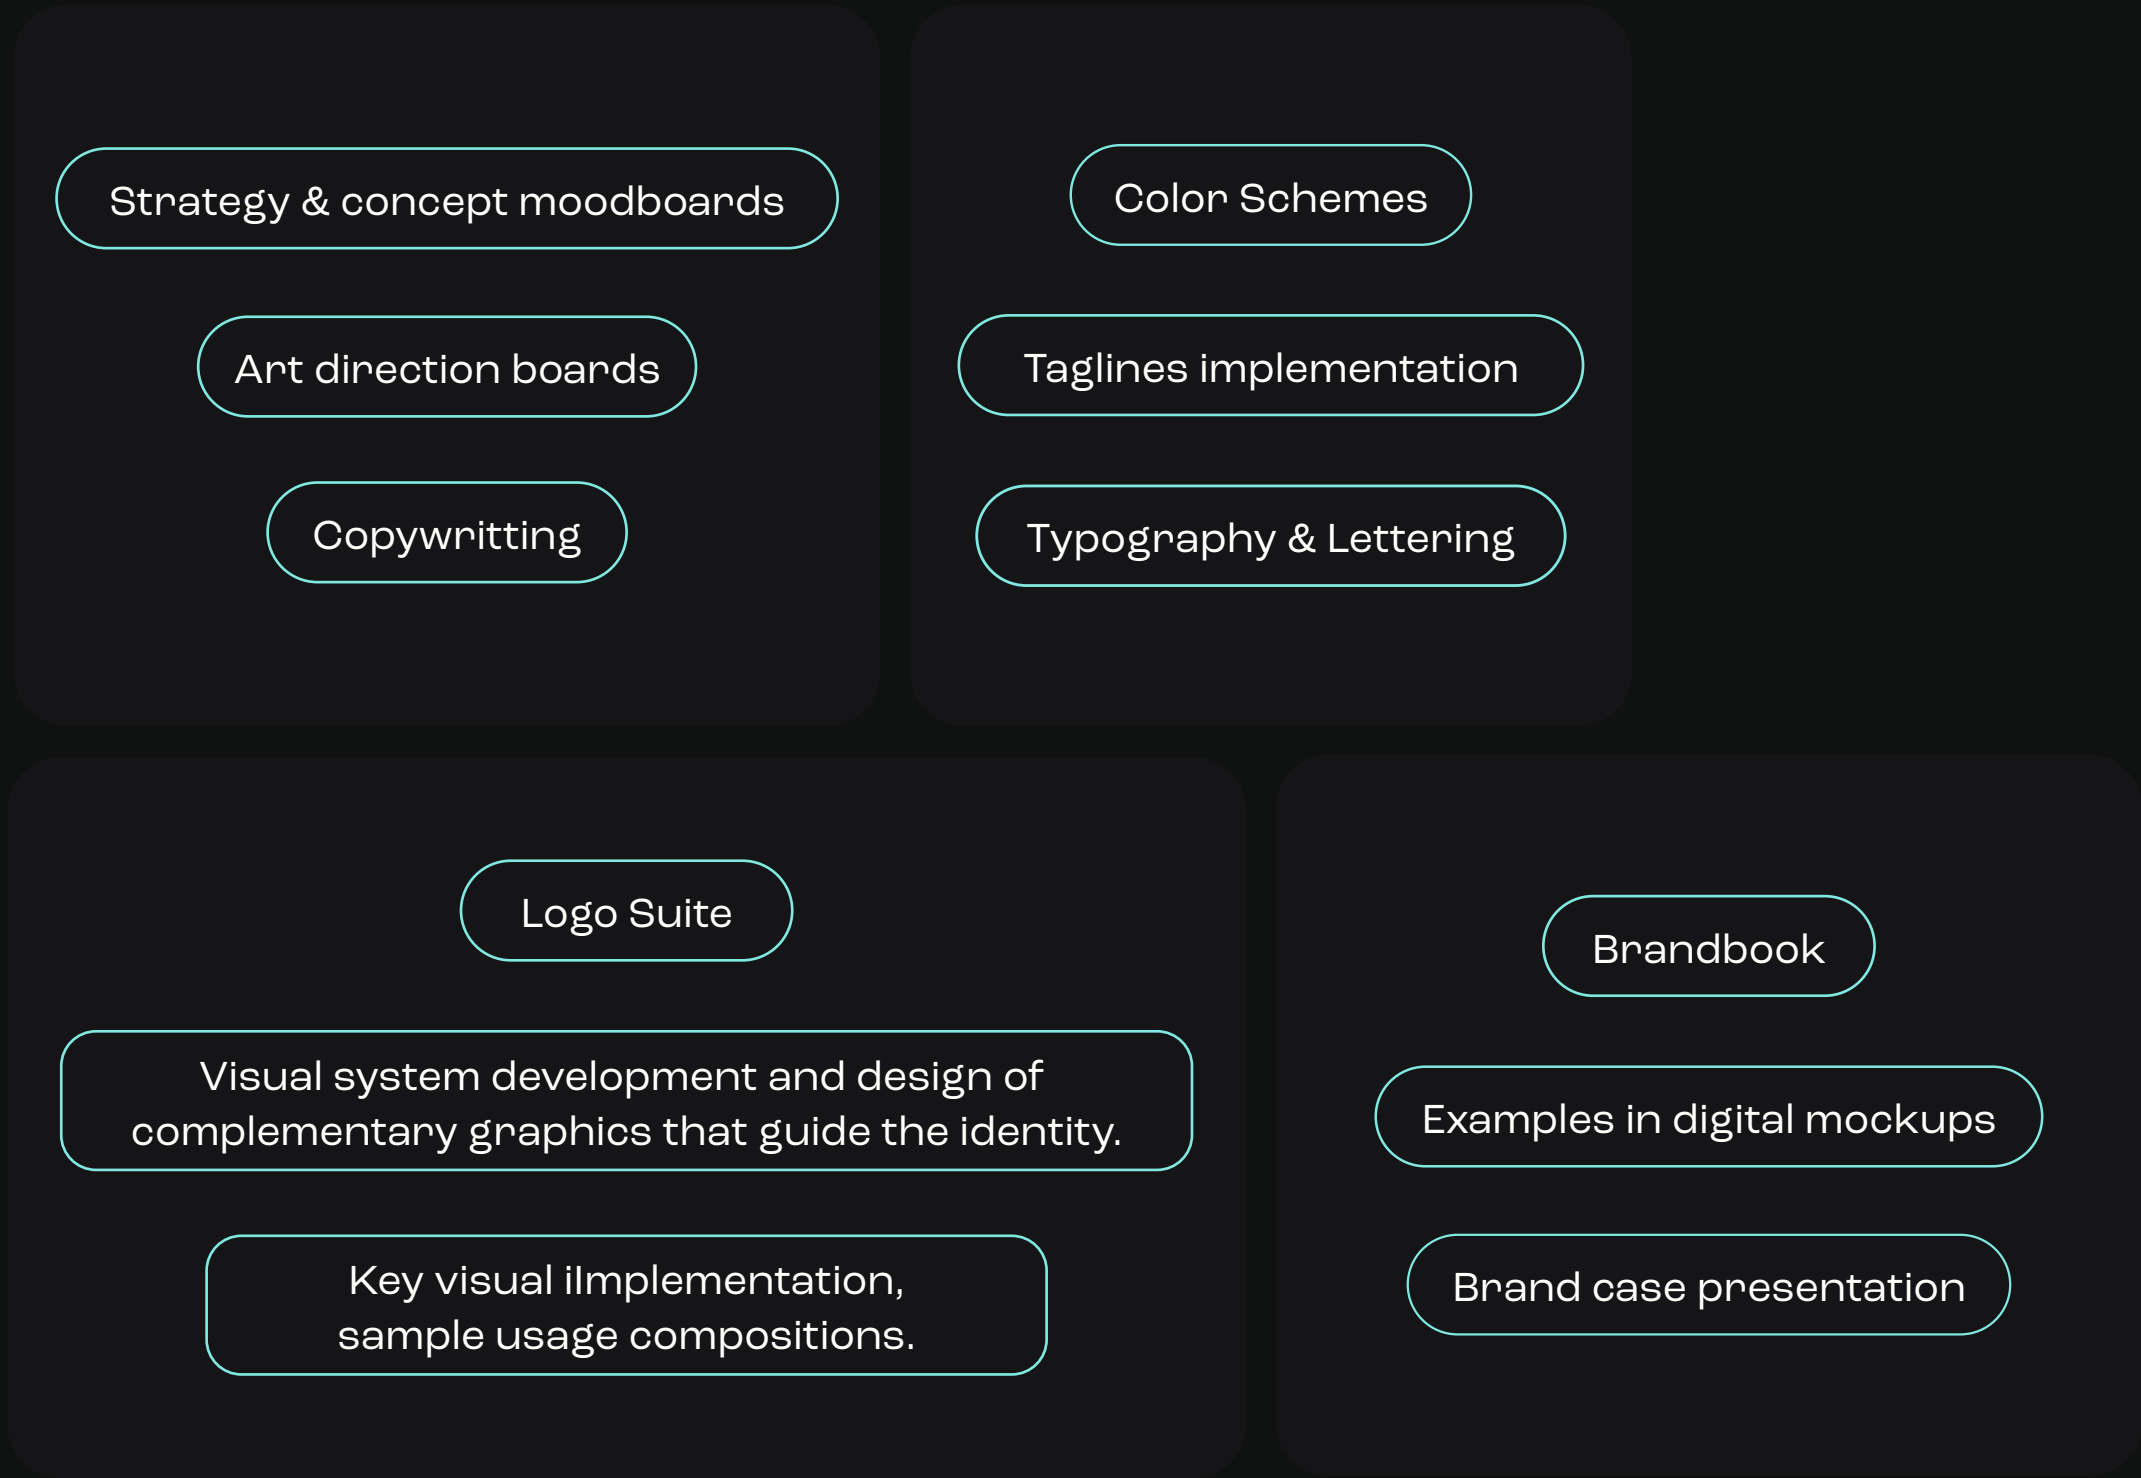 Strategy & concept moodboards
Art direction boards
Copywritting
Color Schemes
Taglines implementation
Typography & Lettering
Logo Suite
Visual system development and design of
complementary graphics that guide the identity.
Key visual iImplementation,
sample usage compositions.
Brandbook
Examples in digital mockups
Brand case presentation